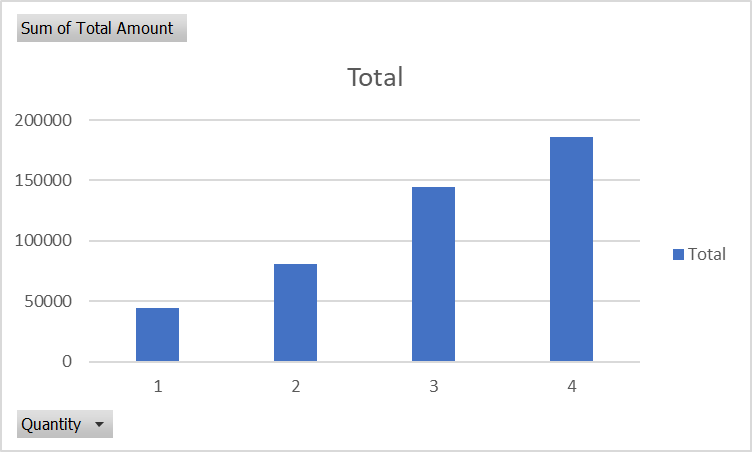 Sum of Total Amount
Total
200000
150000
100000
50000
0
1 2 3 4
Total
Quantity